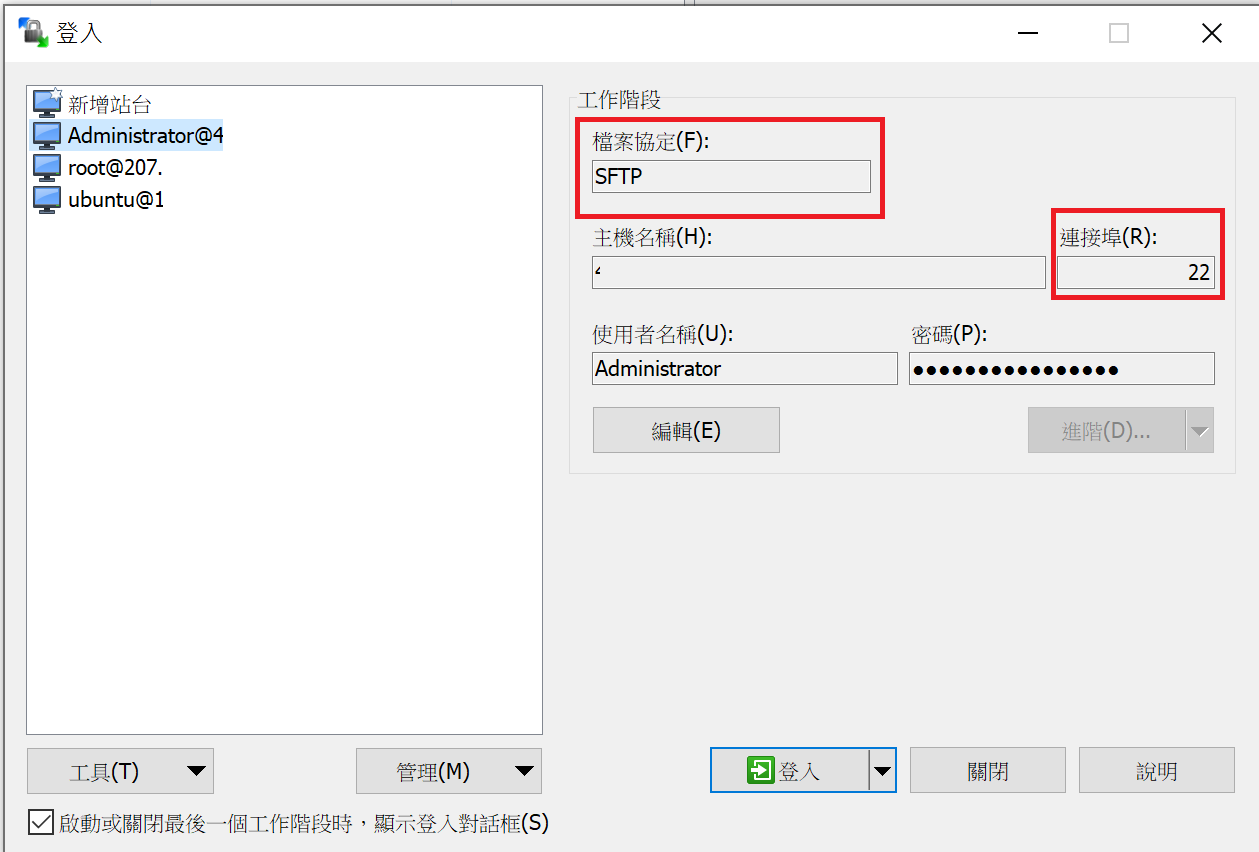 登入
新增站台
Administrator@4
root@207.
ubuntu@1
工作階段
檔案協定(F):
SFTP
主機名稱(H):
連接埠(R):
22
使用者名稱(U):
密碼(P):
Administrator
●●●●●●●●●●●●●●●●
編輯(E)
進階(D)...
工具(T)
管理(M)
登入
關閉
說明
啟動或關閉最後一個工作階段時，顯示登入對話框(S)